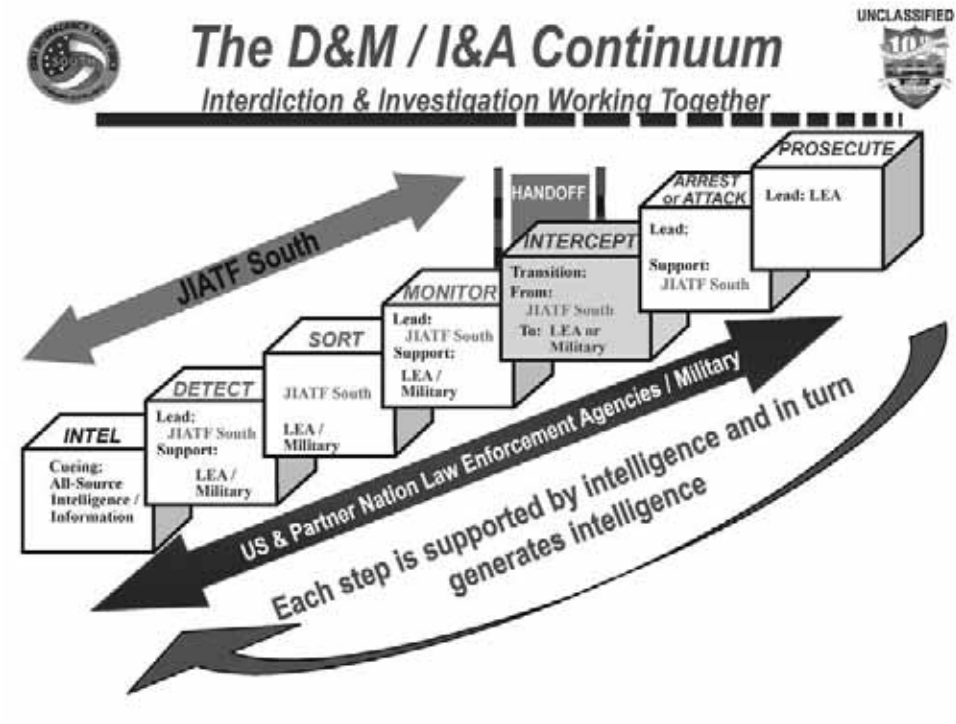 UNCLASSIFIED
The D&M / I&A Continuum
Interdiction & Investigation Working Together
JIATF South
HANDOFF
INTEL
Cueing:
All-Source
Intelligence /
Information
DETECT
Lead:
JIATF South
Support:
LEA /
Military
SORT
JIATF South
LEA /
Military
MONITOR
Lead:
JIATF South
Support:
LEA /
Military
INTERCEPT
Transition:
From:
JIATF South
To: LEA or
Military
ARREST
or ATTACK
Lead:
Support:
JIATF South
PROSECUTE
Lead: LEA
US & Partner Nation Law Enforcement Agencies / Military
Each step is supported by intelligence and in turn
generates intelligence